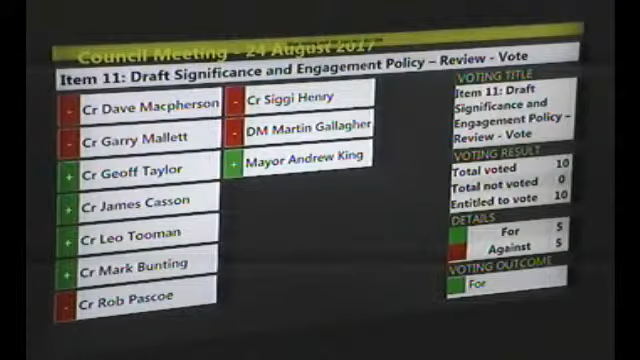 Council Meeting - 24 August 2017
Item 11: Draft Significance and Engagement Policy – Review - Vote
- Cr Dave Macpherson
- Cr Garry Mallett
+ Cr Geoff Taylor
+ Cr James Casson
+ Cr Leo Tooman
+ Cr Mark Bunting
- Cr Rob Pascoe
- Cr Siggi Henry
- DM Martin Gallagher
+ Mayor Andrew King
VOTING TITLE
Item 11: Draft
Significance and
Engagement Policy –
Review - Vote
VOTING RESULT
Total voted 10
Total not voted 0
Entitled to vote 10
DETAILS
For 5
Against 5
VOTING OUTCOME
For